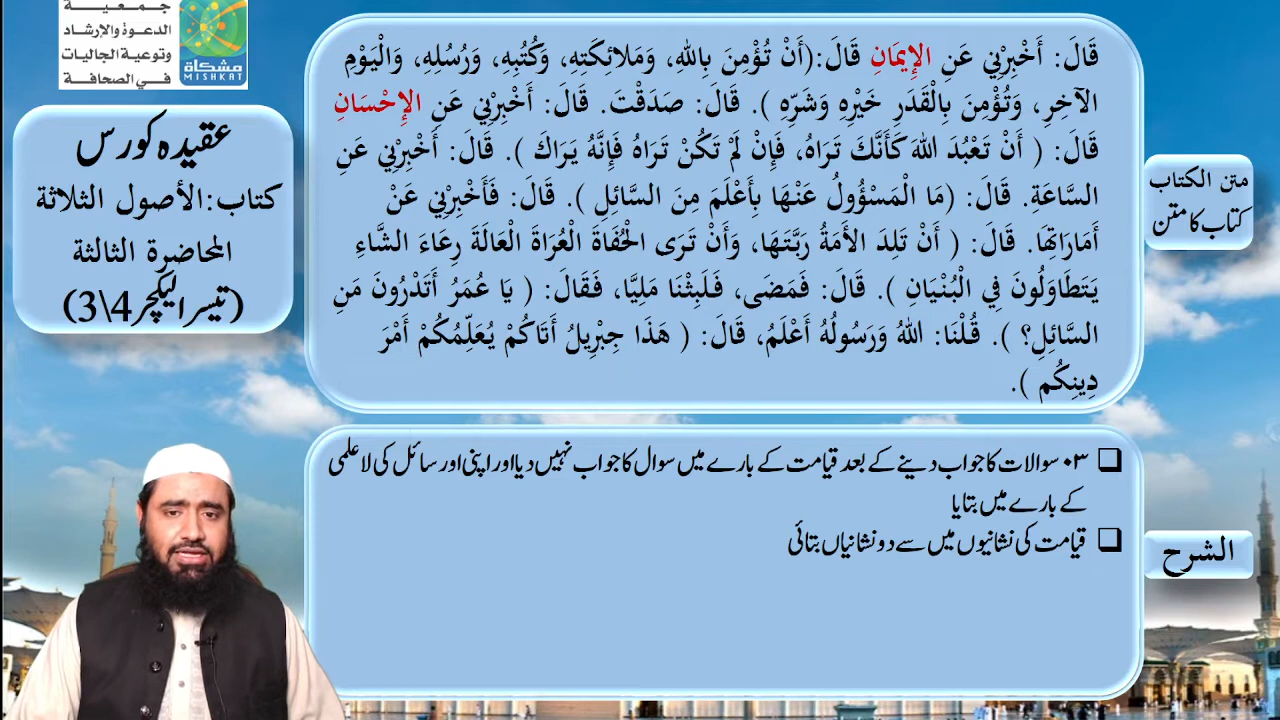 جمعية
الدعوة والإرشاد
وتوعية الجاليات
في الصحافة
مشكاة
MISHKAT
عقیدہ کورس
كتاب: الأصول الثلاثة
المحاضرة الثالثة
(تیسرا لیکچر 4\3)
قَالَ: أَخْبِرْنِي عَنِ الإِيمَانِ قَالَ:(أَنْ تُؤْمِنَ بِاللهِ، وَمَلائِكَتِهِ، وَكُتُبِهِ، وَرُسُلِهِ، وَالْيَوْمِ
الآخِرِ، وَتُؤْمِنَ بِالْقَدَرِ خَيْرِهِ وَشَرِّهِ ). قَالَ: صَدَقْتَ. قَالَ: أَخْبِرْنِي عَنِ الإِحْسَانِ
قَالَ: ( أَنْ تَعْبُدَ اللهَ كَأَنَّكَ تَرَاهُ، فَإِنْ لَمْ تَكُنْ تَرَاهُ فَإِنَّهُ يَرَاكَ ). قَالَ: أَخْبِرْنِي عَنِ
السَّاعَةِ. قَالَ: (مَا الْمَسْؤُولُ عَنْهَا بِأَعْلَمَ مِنَ السَّائِلِ ). قَالَ: فَأَخْبِرْنِي عَنْ
أَمَارَاتِهَا. قَالَ: ( أَنْ تَلِدَ الأَمَةُ رَبَّتَهَا، وَأَنْ تَرَى الْحُفَاةَ الْعُرَاةَ الْعَالَةَ رِعَاءَ الشَّاءِ
يَتَطَاوَلُونَ فِي الْبُنْيَانِ ). قَالَ: فَمَضَى، فَلَبِثْنَا مَلِيًّا، فَقَالَ: ( يَا عُمَرُ أَتَدْرُونَ مَنِ
السَّائِلِ؟ ). قُلْنَا: اللهُ وَرَسُولُهُ أَعْلَمُ، قَالَ: ( هَذَا جِبْرِيلُ أَتَاكُمْ يُعَلِّمُكُمْ أَمْرَ
دِينِكُم ).
متن الكتاب
کتاب کا متن
❑ ۰۳ سوالات کا جواب دینے کے بعد قیامت کے بارے میں سوال کا جواب نہیں دیا اور اپنی اور سائل کی لا علمی
کے بارے میں بتایا
❑ قیامت کی نشانیوں میں سے دو نشانیاں بتائی
الشرح